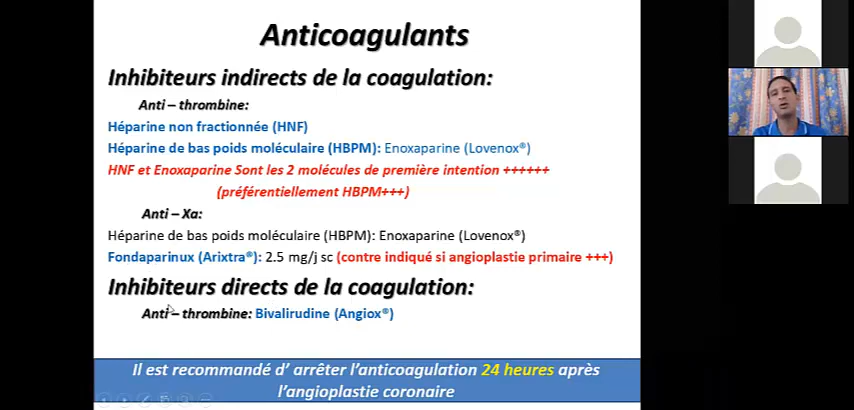 Anticoagulants
Inhibiteurs indirects de la coagulation:
Anti – thrombine:
Héparine non fractionnée (HNF)
Héparine de bas poids moléculaire (HBPM): Enoxaparine (Lovenox®)
HNF et Enoxaparine Sont les 2 molécules de première intention ++++++
(préférentiellement HBPM+++)
Anti – Xa:
Héparine de bas poids moléculaire (HBPM): Enoxaparine (Lovenox®)
Fondaparinux (Arixtra®): 2.5 mg/j sc (contre indiqué si angioplastie primaire +++)
Inhibiteurs directs de la coagulation:
Anti – thrombine: Bivalirudine (Angiox®)
Il est recommandé d’ arrêter l’anticoagulation 24 heures après
l’angioplastie coronaire